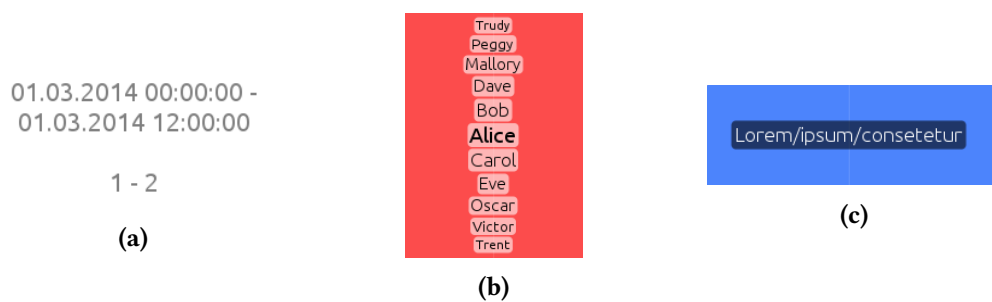 01.03.2014 00:00:00 -
01.03.2014 12:00:00
1 - 2
(a)
Trudy
Peggy
Mallory
Dave
Bob
Alice
Carol
Eve
Oscar
Victor
Trent
(b)
Lorem/ipsum/consetetur
(c)